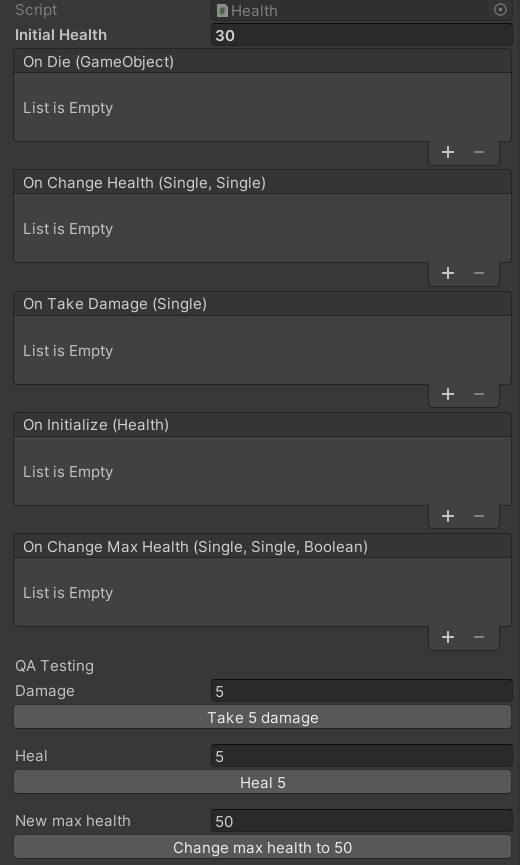 Script Health
Initial Health 30
On Die (GameObject)
List is Empty
+ −
On Change Health (Single, Single)
List is Empty
+ −
On Take Damage (Single)
List is Empty
+ −
On Initialize (Health)
List is Empty
+ −
On Change Max Health (Single, Single, Boolean)
List is Empty
+ −
QA Testing
Damage 5
Take 5 damage
Heal 5
Heal 5
New max health 50
Change max health to 50